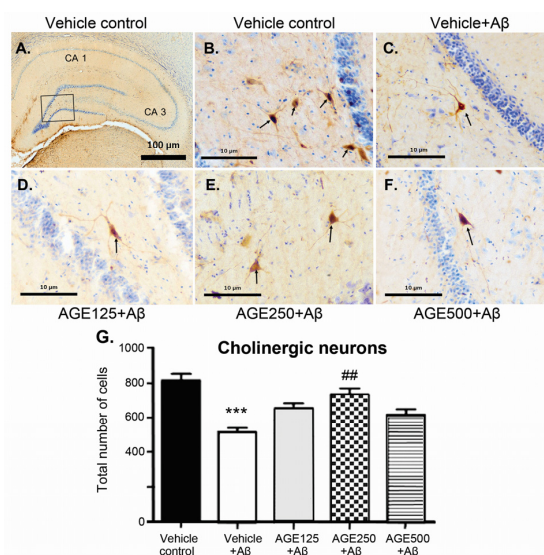 Vehicle control
Vehicle control
Vehicle+Aβ
A.
CA 1
CA 3
100 µm
B.
10 µm
C.
10 µm
D.
10 µm
E.
10 µm
F.
10 µm
AGE125+Aβ
AGE250+Aβ
AGE500+Aβ
G.
Cholinergic neurons
Total number of cells
1000
800
600
400
200
0
***
##
Vehicle
control
Vehicle
+Aβ
AGE125
+Aβ
AGE250
+Aβ
AGE500
+Aβ